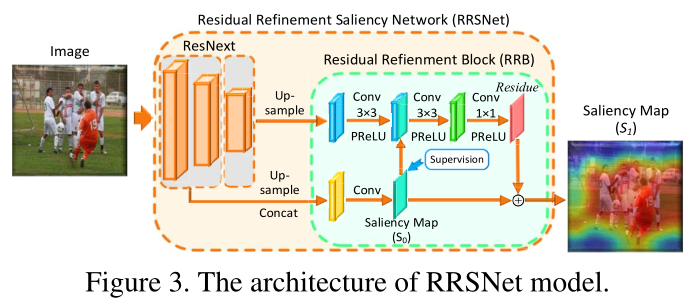 Residual Refinement Saliency Network (RRSNet)
Image
ResNext
Residual Refienment Block (RRB)
Up-
sample
Conv
3×3
PReLU
Conv
3×3
PReLU
Conv
1×1
PReLU
Residue
Saliency Map
(S1)
Supervision
Up-
sample
Concat
Conv
Saliency Map
(S0)
Figure 3. The architecture of RRSNet model.